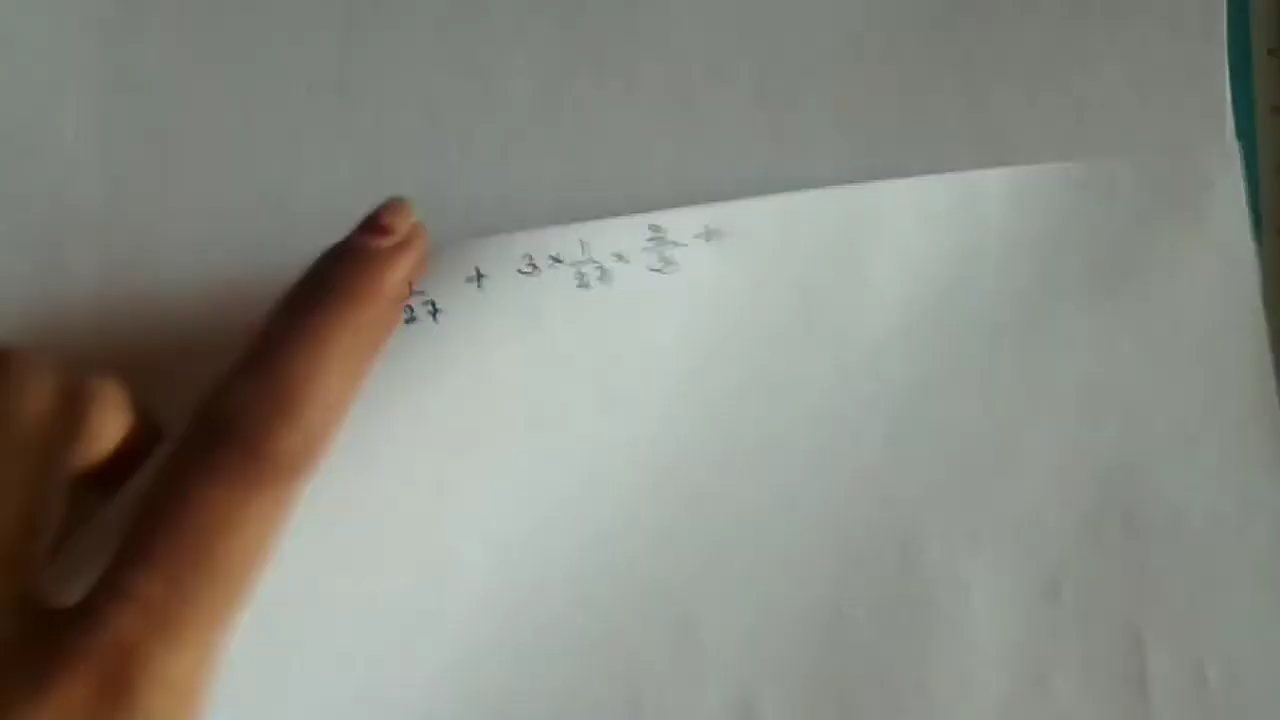 1/27 + 3 × 1/27 × 2/3 +